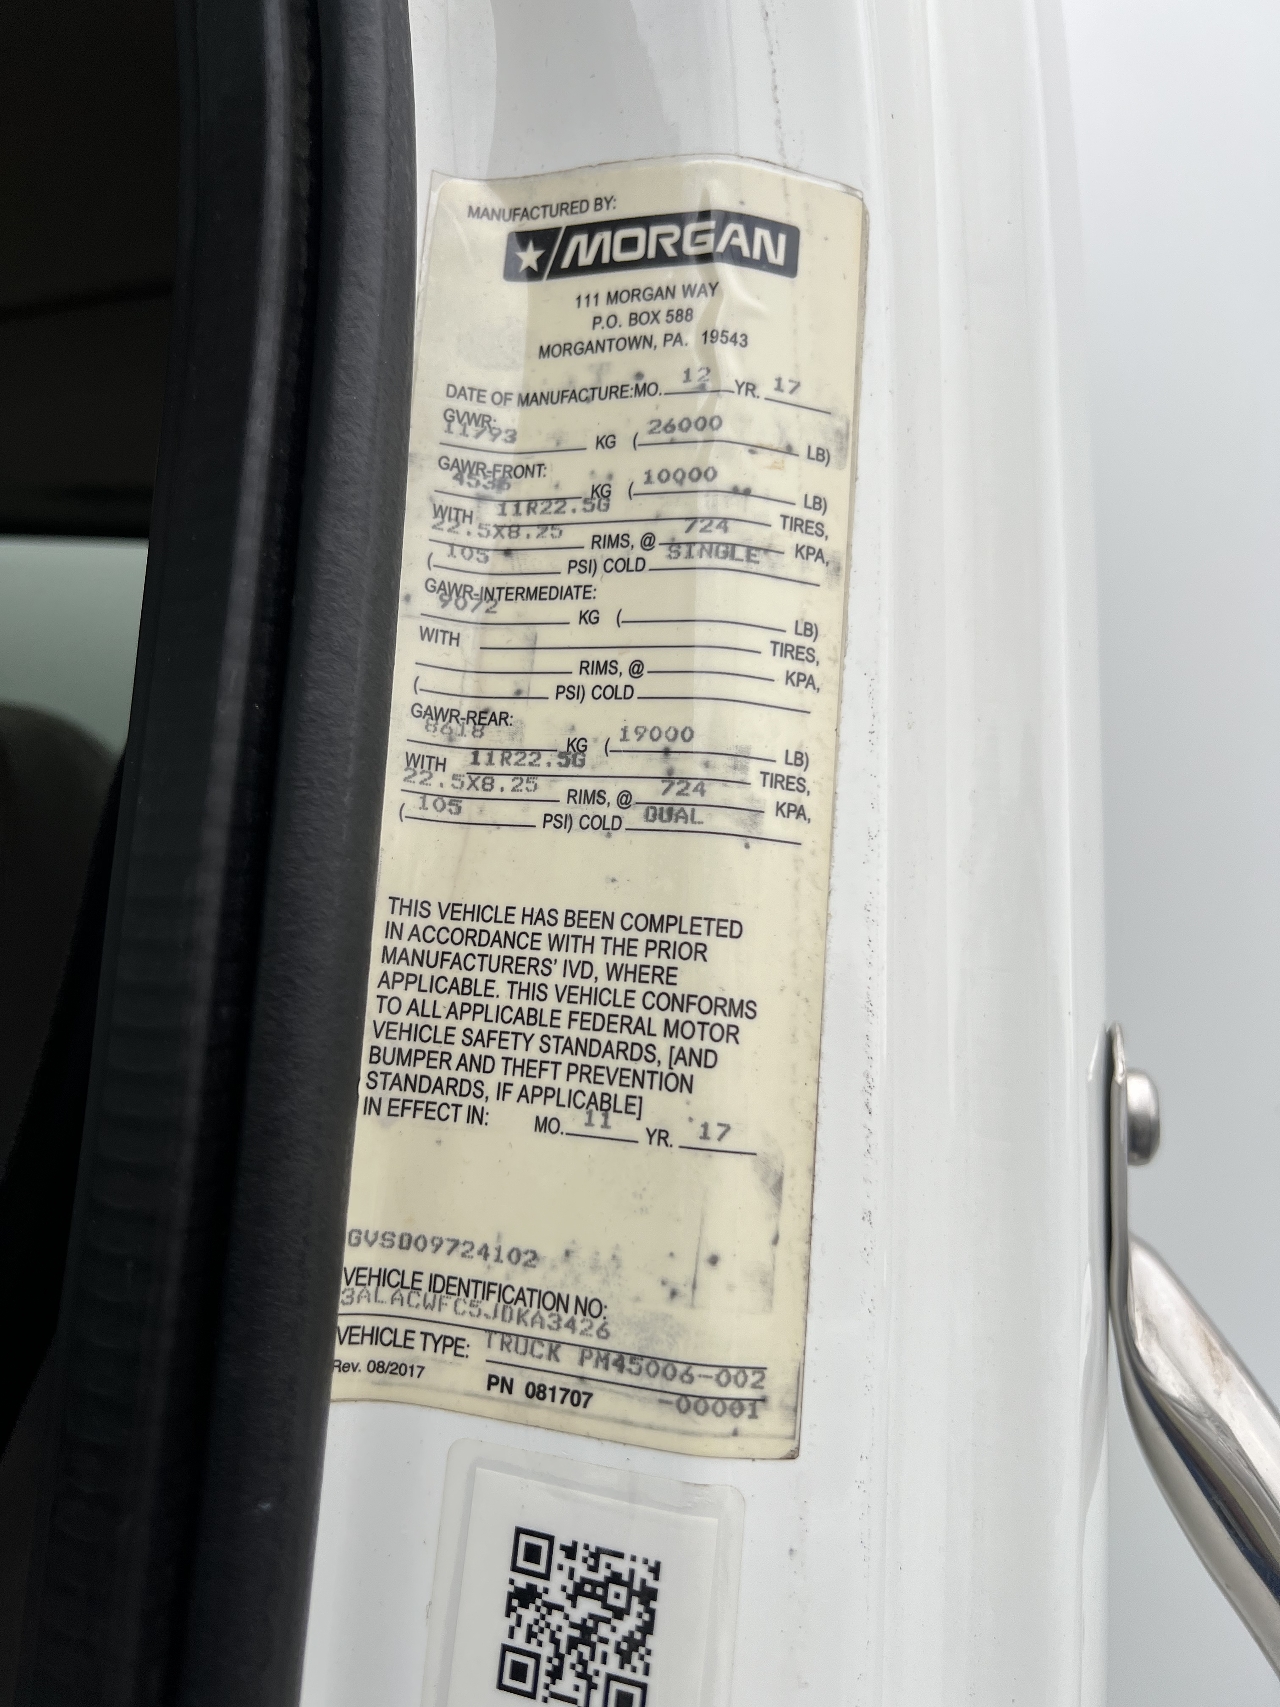 MANUFACTURED BY:
MORGAN
111 MORGAN WAY
P.O. BOX 588
MORGANTOWN, PA. 19543
DATE OF MANUFACTURE:MO. 12 YR. 17
GVWR:
11793 KG (26000 LB)
GAWR-FRONT:
4536 KG (10000 LB)
WITH 11R22.5G TIRES,
22.5X8.25 RIMS, @ 724 KPA,
(105 PSI) COLD SINGLE
GAWR-INTERMEDIATE:
9072 KG ( LB)
WITH TIRES,
RIMS, @ KPA,
( PSI) COLD
GAWR-REAR:
8618 KG (19000 LB)
WITH 11R22.5G TIRES,
22.5X8.25 RIMS, @ 724 KPA,
(105 PSI) COLD DUAL
THIS VEHICLE HAS BEEN COMPLETED
IN ACCORDANCE WITH THE PRIOR
MANUFACTURERS' IVD, WHERE
APPLICABLE. THIS VEHICLE CONFORMS
TO ALL APPLICABLE FEDERAL MOTOR
VEHICLE SAFETY STANDARDS, [AND
BUMPER AND THEFT PREVENTION
STANDARDS, IF APPLICABLE]
IN EFFECT IN: MO. 11 YR. 17
GVSD09724102
VEHICLE IDENTIFICATION NO:
3ALACWFC5JDKA3426
VEHICLE TYPE: TRUCK PM45006-002
Rev. 08/2017 PN 081707 -00001